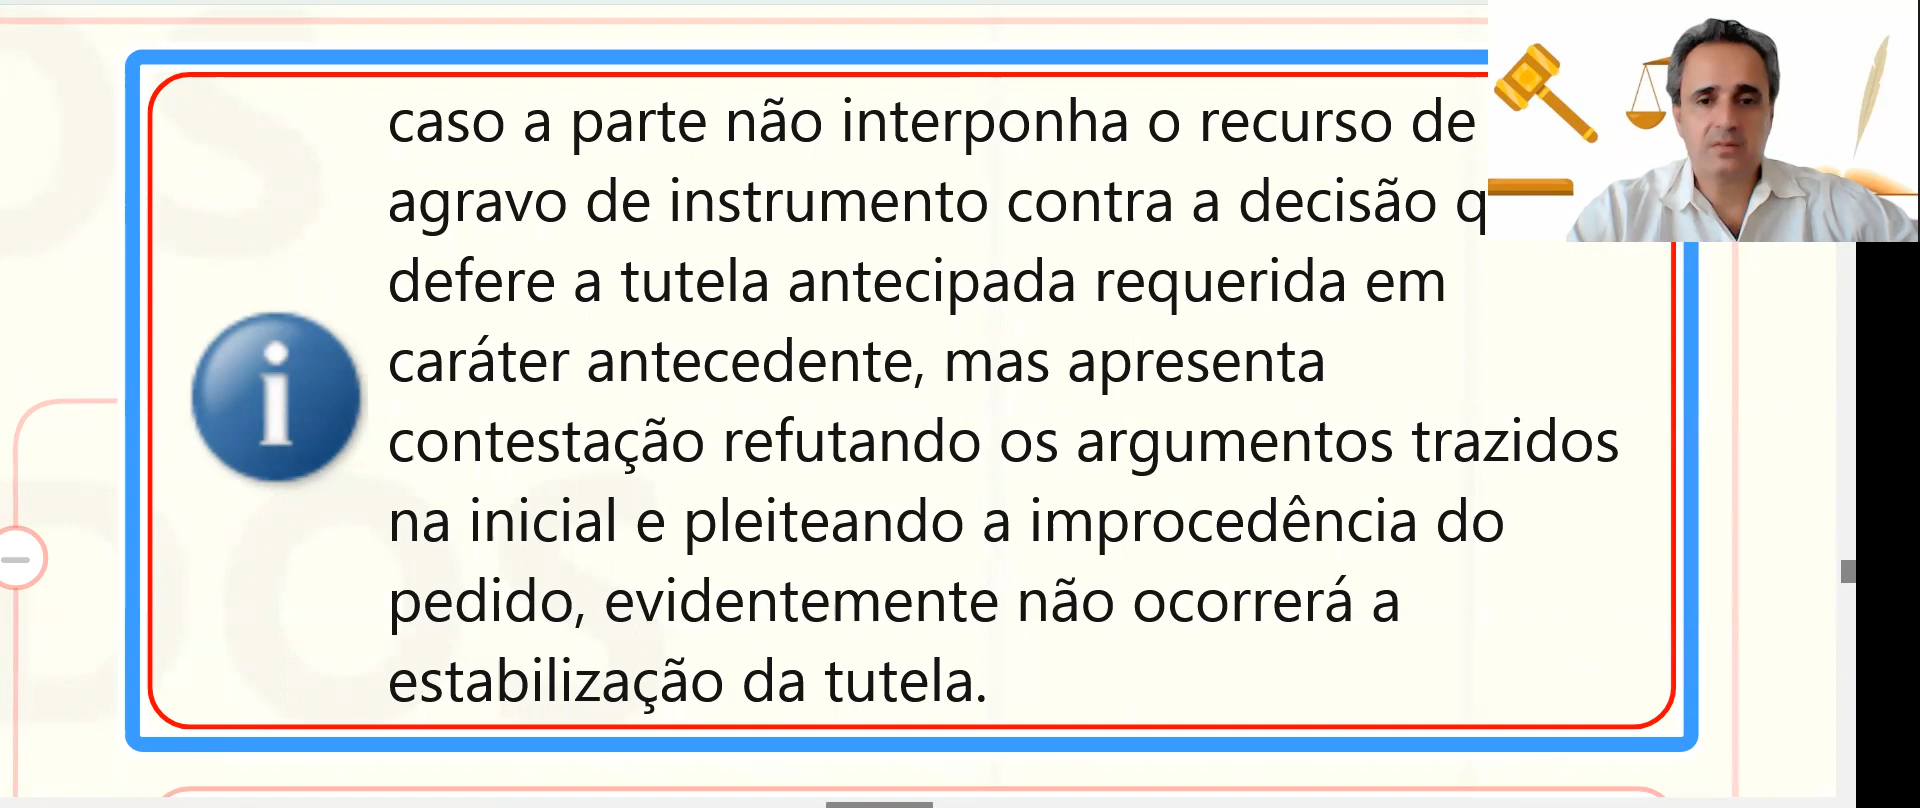 caso a parte não interponha o recurso de
agravo de instrumento contra a decisão
defere a tutela antecipada requerida em
caráter antecedente, mas apresenta
contestação refutando os argumentos trazidos
na inicial e pleiteando a improcedência do
pedido, evidentemente não ocorrerá a
estabilização da tutela.